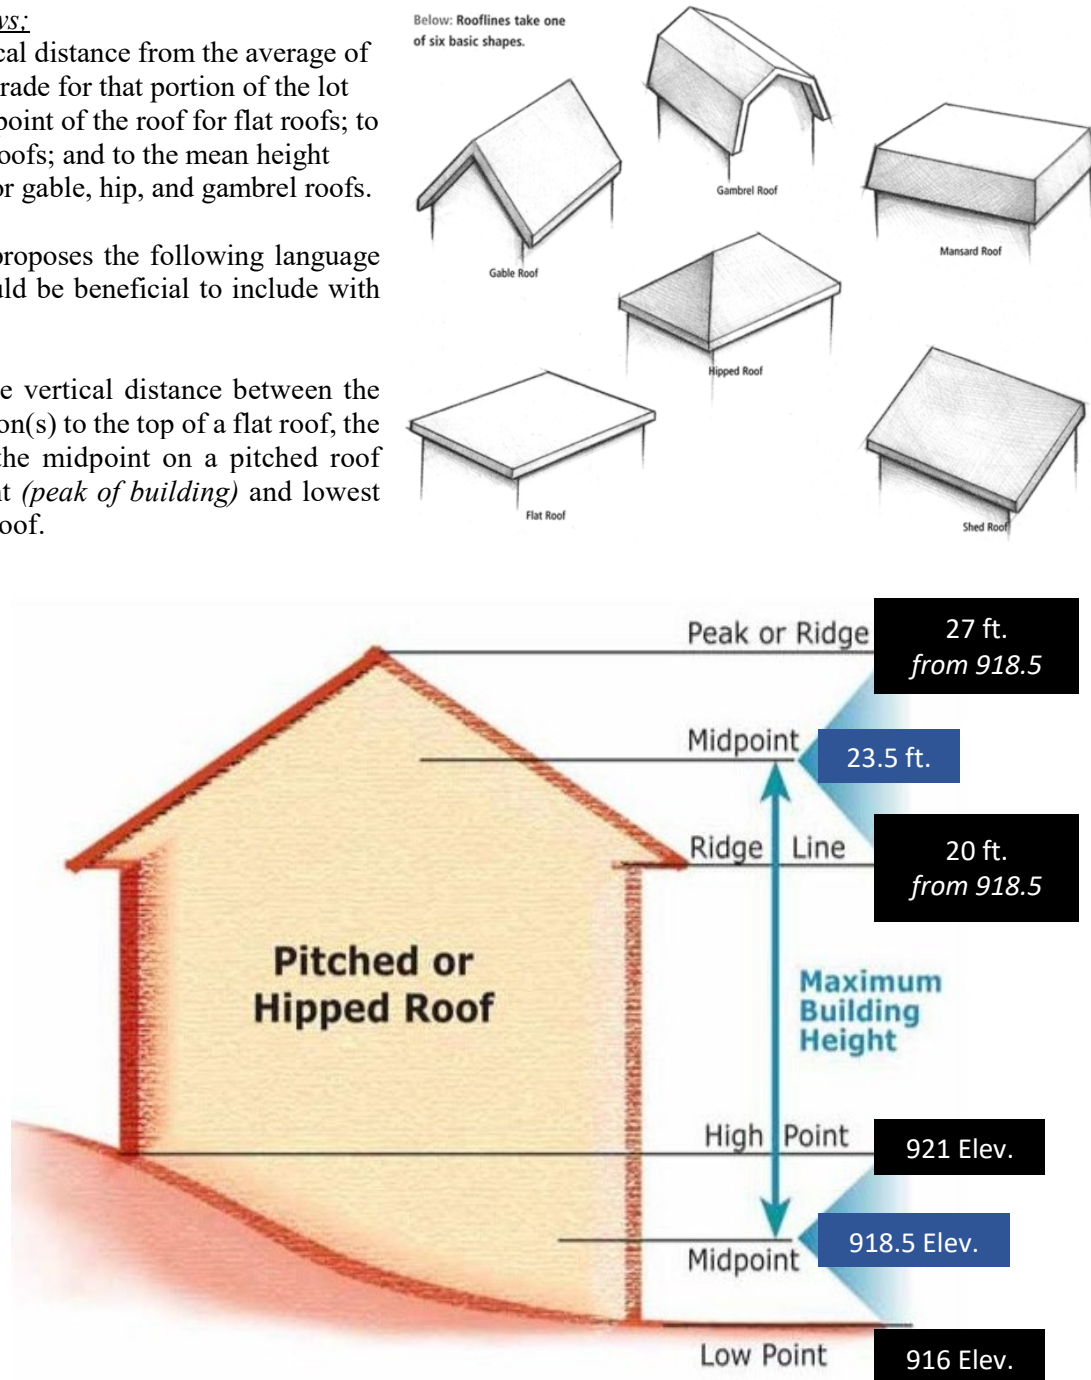 ws;
cal distance from the average of
rade for that portion of the lot
point of the roof for flat roofs; to
oofs; and to the mean height
or gable, hip, and gambrel roofs.
proposes the following language
uld be beneficial to include with
e vertical distance between the
on(s) to the top of a flat roof, the
the midpoint on a pitched roof
nt (peak of building) and lowest
oof.
Below: Rooflines take one
of six basic shapes.
Gambrel Roof
Gable Roof
Mansard Roof
Hipped Roof
Flat Roof
Shed Roof
Peak or Ridge
27 ft.
from 918.5
Midpoint
23.5 ft.
Ridge Line
20 ft.
from 918.5
Pitched or
Hipped Roof
Maximum
Building
Height
High Point
921 Elev.
918.5 Elev.
Midpoint
Low Point
916 Elev.